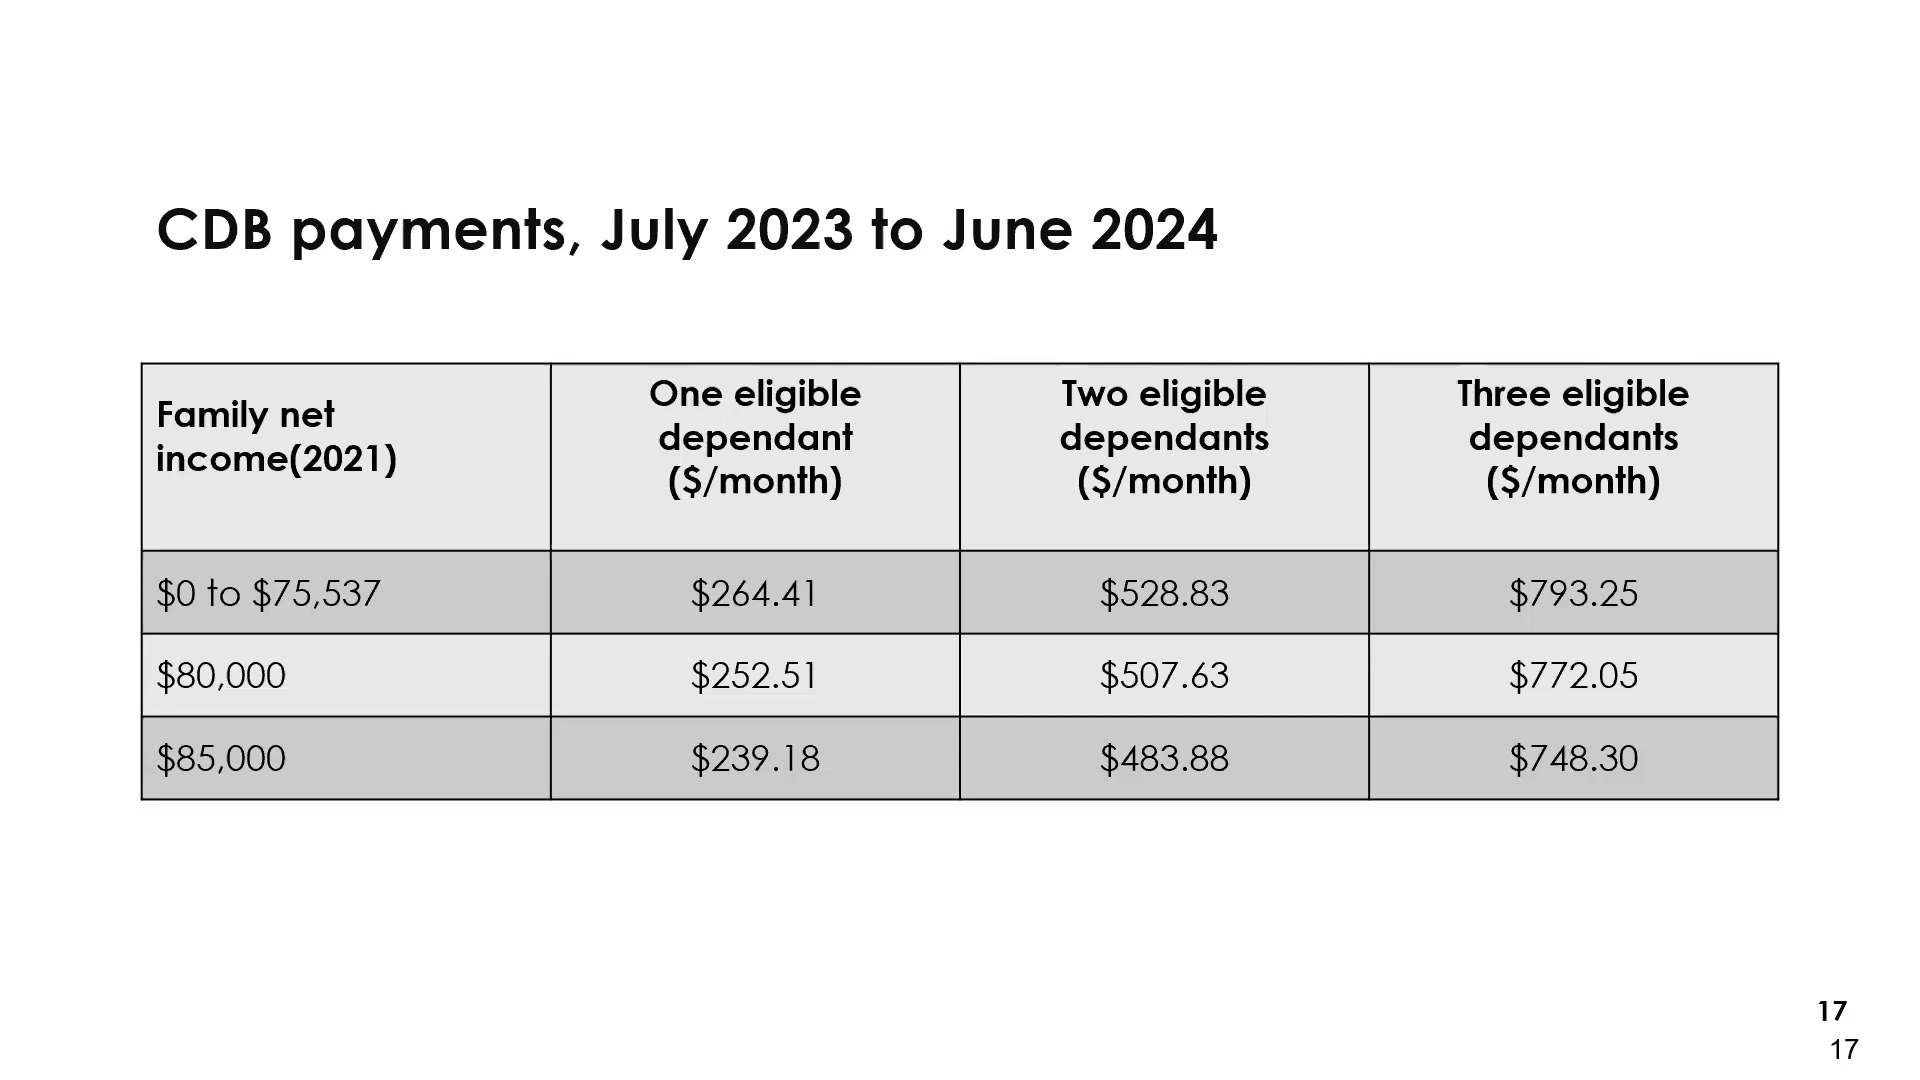 CDB payments, July 2023 to June 2024
Family net
income(2021)
One eligible
dependant
($/month)
Two eligible
dependants
($/month)
Three eligible
dependants
($/month)
$0 to $75,537
$264.41
$528.83
$793.25
$80,000
$252.51
$507.63
$772.05
$85,000
$239.18
$483.88
$748.30
17
17